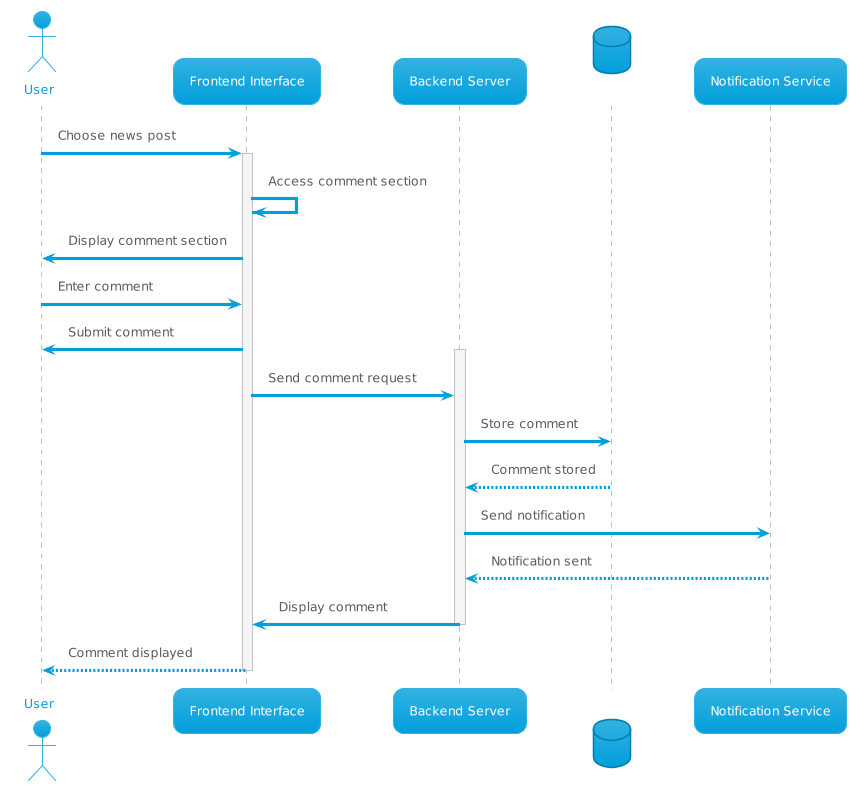 User
Frontend Interface
Backend Server
Notification Service
Choose news post
Access comment section
Display comment section
Enter comment
Submit comment
Send comment request
Store comment
Comment stored
Send notification
Notification sent
Display comment
Comment displayed
User
Frontend Interface
Backend Server
Notification Service